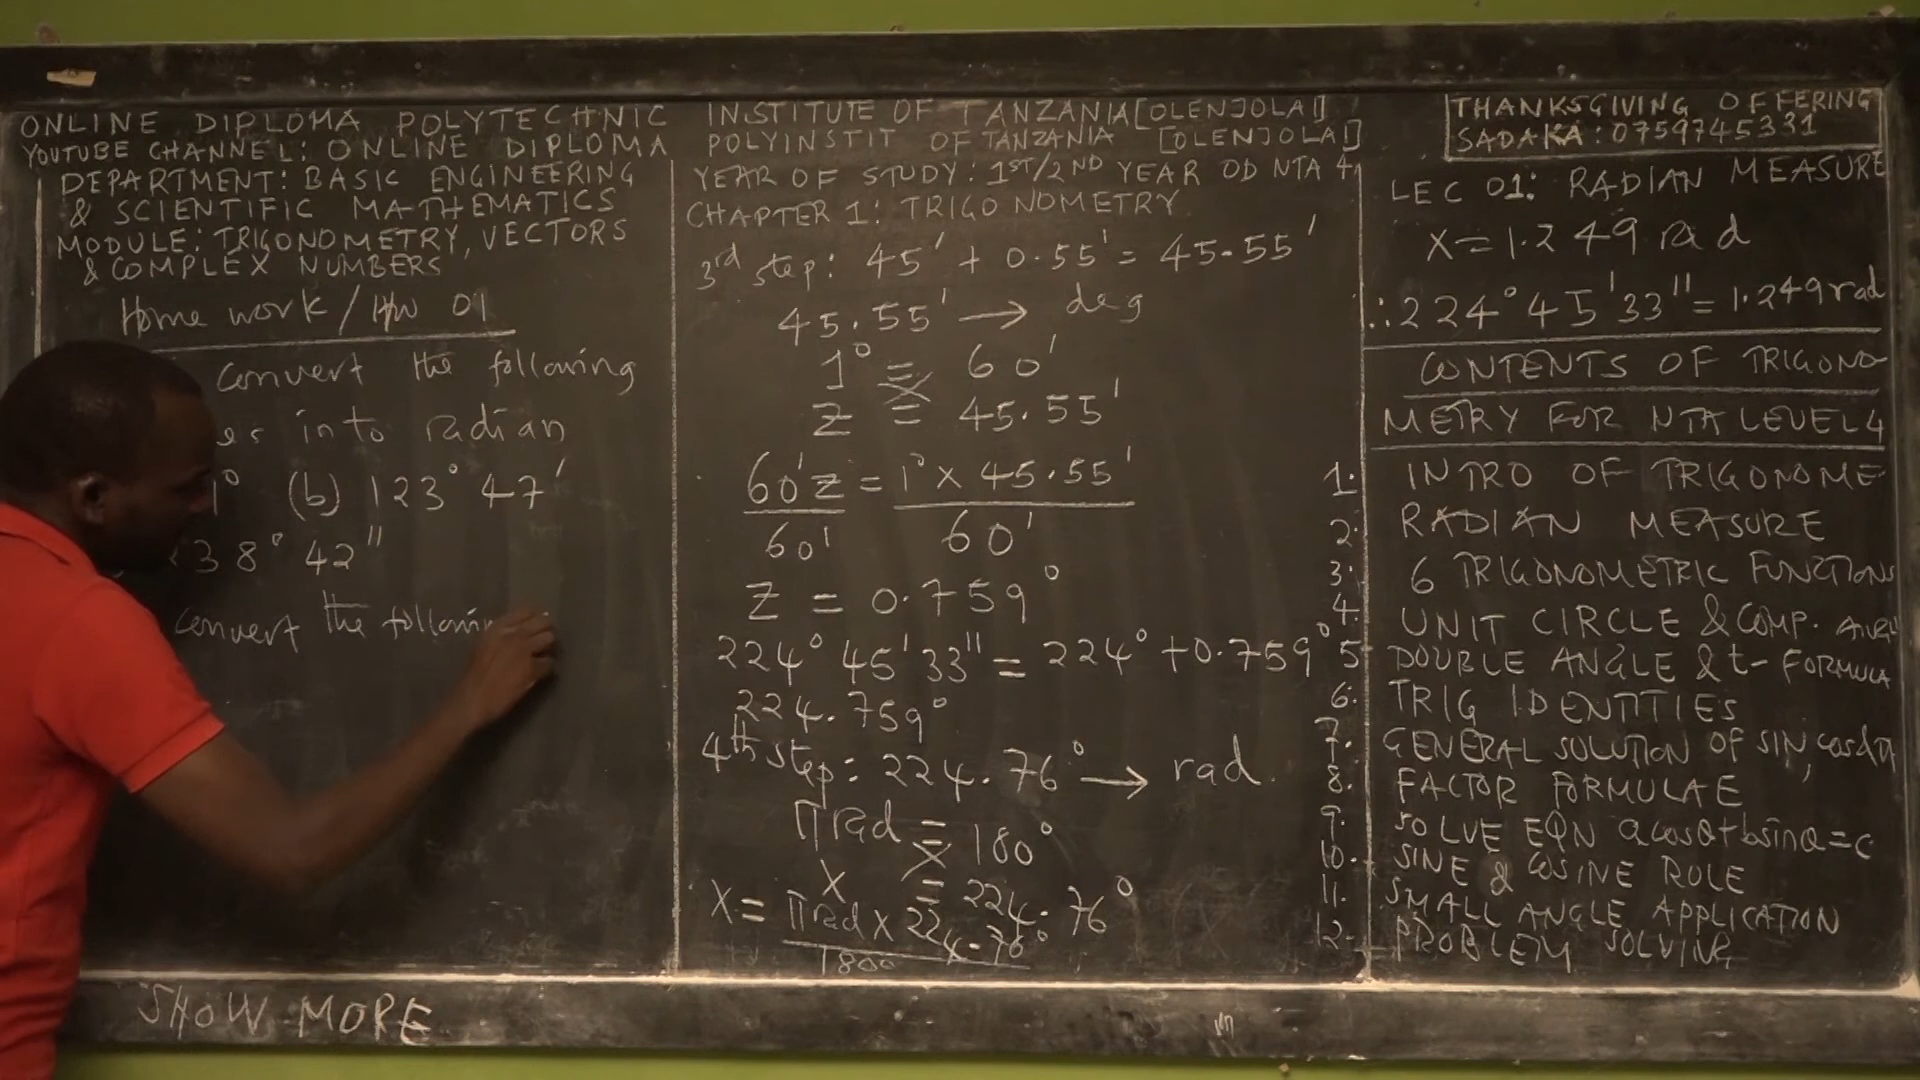 ONLINE DIPLOMA POLYTECHNIC INSTITUTE OF TANZANIA [OLENJOLAI]
YOUTUBE CHANNEL: ONLINE DIPLOMA POLYINSTIT OF TANZANIA [OLENJOLAI]
THANKSGIVING OFFERING
SADAKA: 0759745331
DEPARTMENT: BASIC ENGINEERING
& SCIENTIFIC MATHEMATICS
MODULE: TRIGONOMETRY, VECTORS
& COMPLEX NUMBERS
Home work / Hw 01
convert the following
into radian
1° (b) 123° 47'
38° 42"
convert the following
SHOW MORE
YEAR OF STUDY: 1ST/2ND YEAR OD NTA 4
CHAPTER 1: TRIGONOMETRY
3rd step: 45' + 0.55' = 45.55'
45.55' → deg
1° = 60'
z = 45.55'
60'z = 1° x 45.55'
60' 60'
z = 0.759°
224° 45' 33" = 224° + 0.759°
224.759°
4th step: 224.76° → rad.
π rad = 180°
x = 224.76°
x = π rad x 224.76°
180°
LEC 01: RADIAN MEASURE
x = 1.249 rad
∴ 224° 45' 33" = 1.249 rad
CONTENTS OF TRIGONO
METRY FOR NTA LEVEL 4
1. INTRO OF TRIGONOME
2. RADIAN MEASURE
3. 6 TRIGONOMETRIC FUNCTIONS
4. UNIT CIRCLE & COMP.
5 DOUBLE ANGLE & t- FORMULA
6. TRIG IDENTITIES
7. GENERAL SOLUTION OF SIN, cos
8. FACTOR FORMULAE
9. SOLVE EQN acosθ+bsinθ=c
10. SINE & COSINE ROLE
11. SMALL ANGLE APPLICATION
12. PROBLEM SOLVING